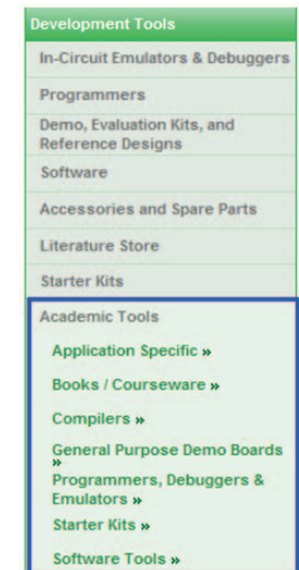 Development Tools
In-Circuit Emulators & Debuggers
Programmers
Demo, Evaluation Kits, and
Reference Designs
Software
Accessories and Spare Parts
Literature Store
Starter Kits
Academic Tools
Application Specific »
Books / Courseware »
Compilers »
General Purpose Demo Boards
»
Programmers, Debuggers &
Emulators »
Starter Kits »
Software Tools »